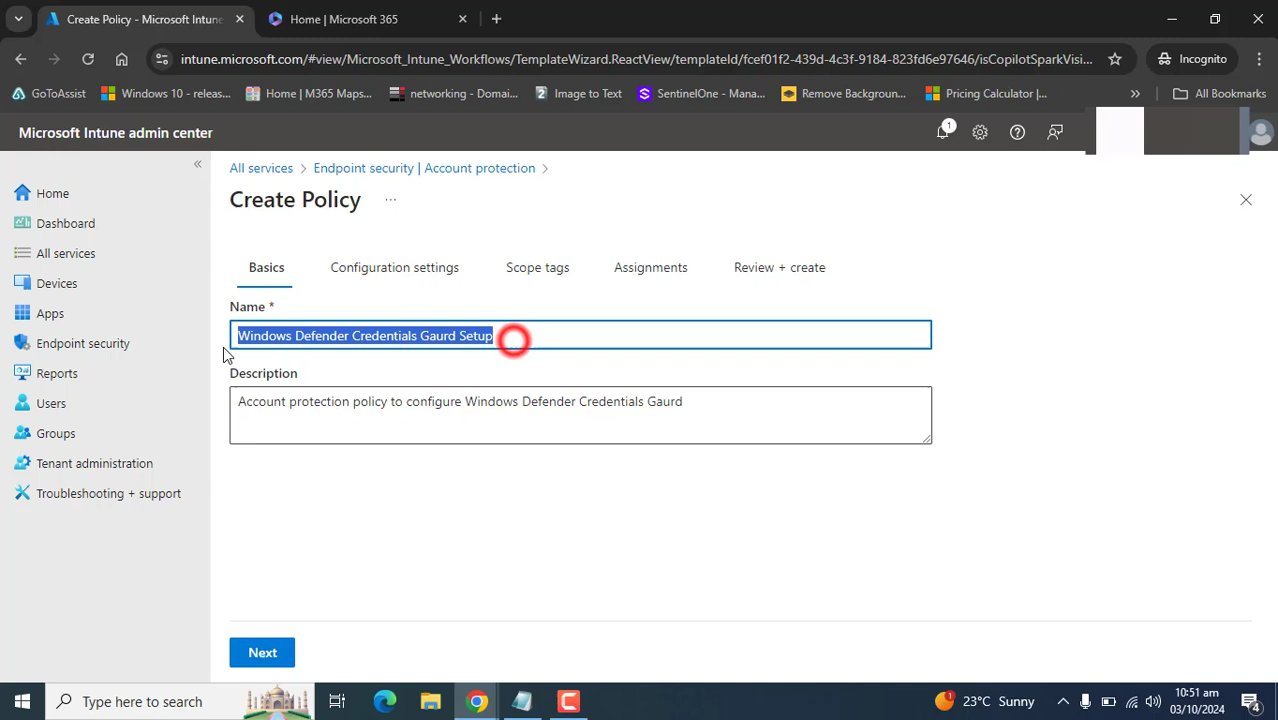 Create Policy - Microsoft Intune
Home | Microsoft 365
intune.microsoft.com/#view/Microsoft_Intune_Workflows/TemplateWizard.ReactView/templateId/fcef01f2-439d-4c3f-9184-823fd6e97646/isCopilotSparkVisi...
Incognito
GoToAssist
Windows 10 - releas...
Home | M365 Maps...
networking - Domai...
Image to Text
SentinelOne - Mana...
Remove Backgroun...
Pricing Calculator |...
All Bookmarks
Microsoft Intune admin center
1
Home
Dashboard
All services
Devices
Apps
Endpoint security
Reports
Users
Groups
Tenant administration
Troubleshooting + support
All services > Endpoint security | Account protection >
Create Policy ...
Basics
Configuration settings
Scope tags
Assignments
Review + create
Name *
Windows Defender Credentials Gaurd Setup
Description
Account protection policy to configure Windows Defender Credentials Gaurd
Next
Type here to search
1
23°C Sunny
10:51 am
03/10/2024
4